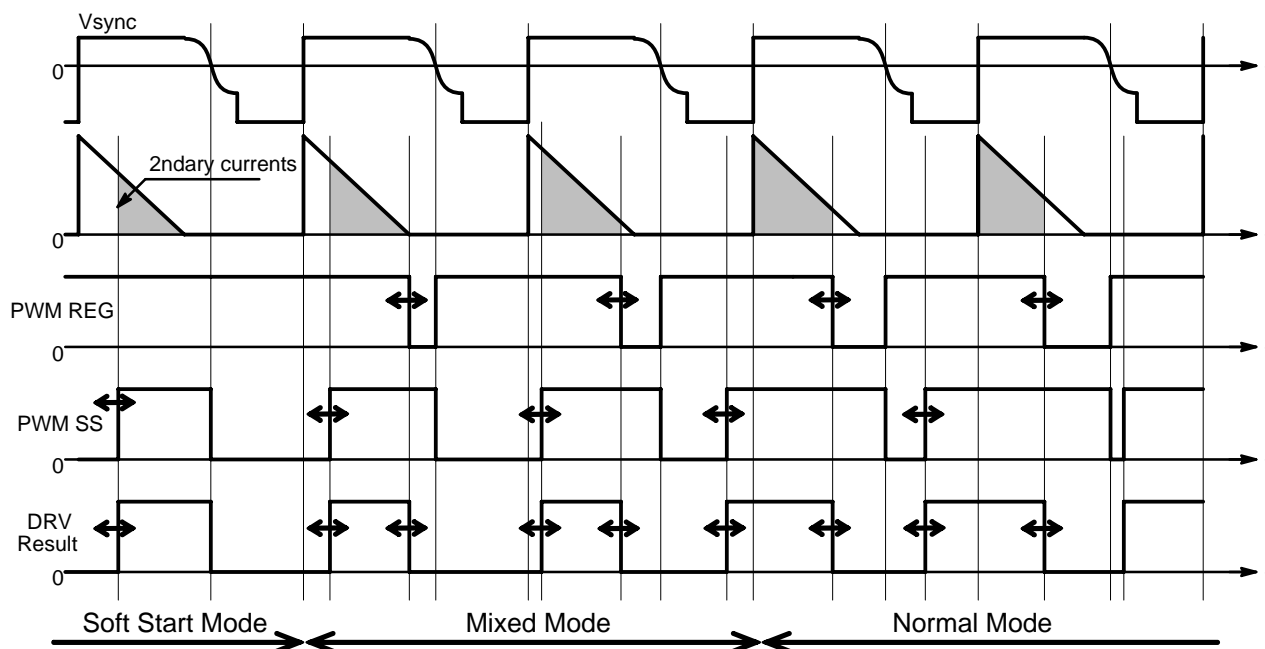 Vsync
0
2ndary currents
0
PWM REG
0
PWM SS
0
DRV
Result
0
Soft Start Mode
Mixed Mode
Normal Mode